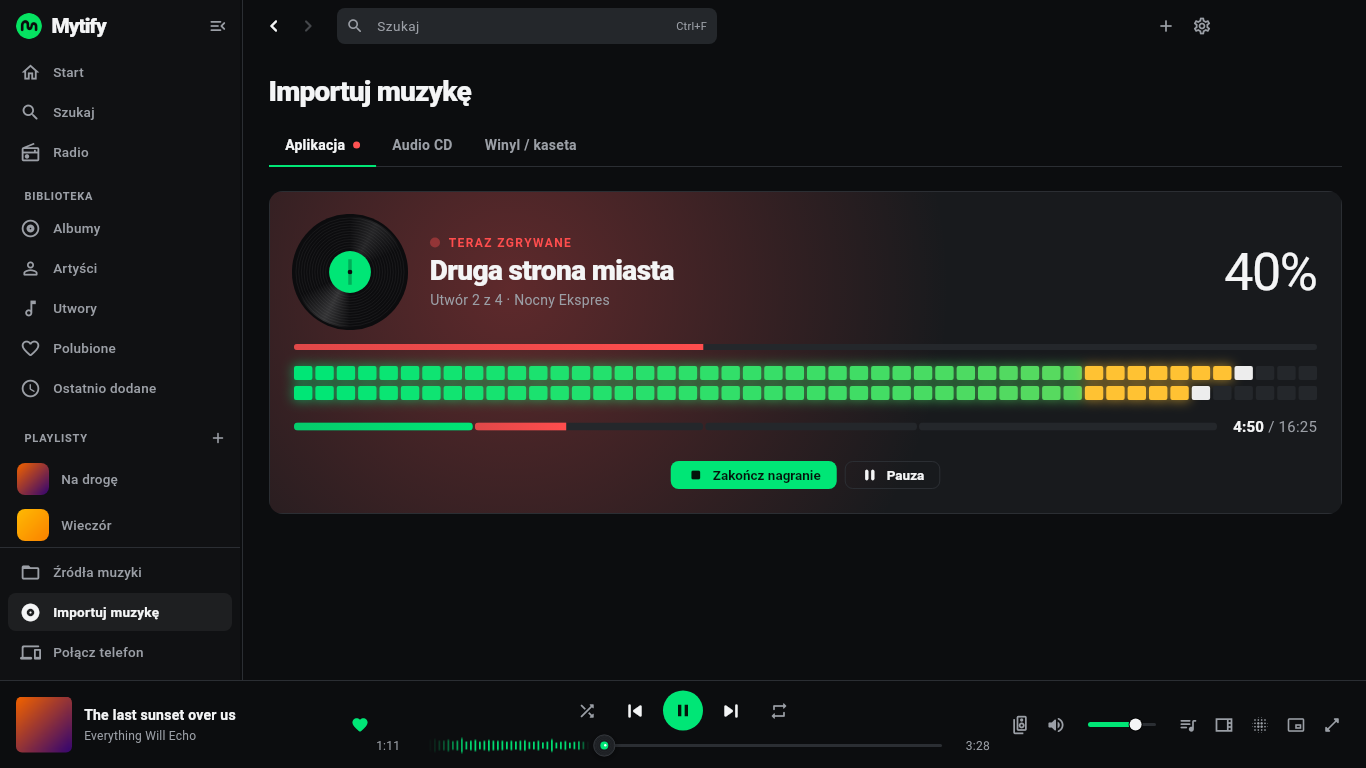 Mytify
Szukaj
Ctrl+F
Start
Szukaj
Radio
BIBLIOTEKA
Albumy
Artyści
Utwory
Polubione
Ostatnio dodane
PLAYLISTY
Na drogę
Wieczór
Źródła muzyki
Importuj muzykę
Połącz telefon
Importuj muzykę
Aplikacja
Audio CD
Winyl / kaseta
TERAZ ZGRYWANE
Druga strona miasta
Utwór 2 z 4 · Nocny Ekspres
40%
4:50 / 16:25
Zakończ nagranie
Pauza
The last sunset over us
Everything Will Echo
1:11
3:28